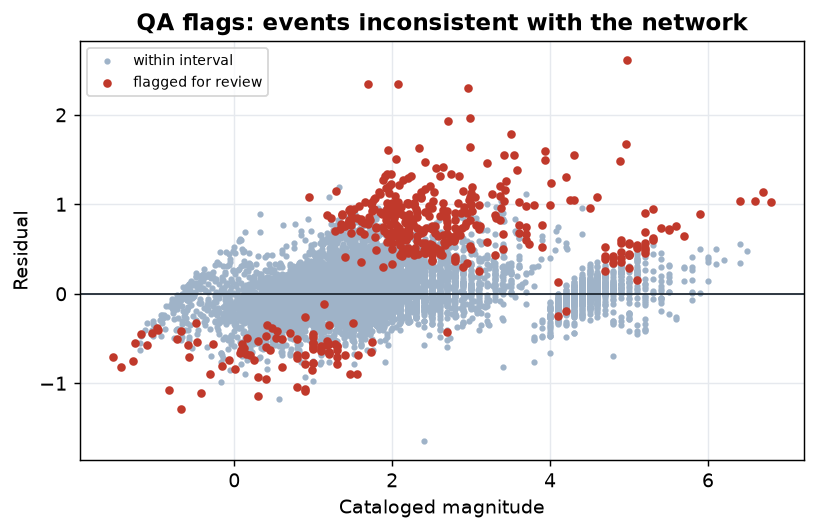 QA flags: events inconsistent with the network
within interval
flagged for review
Residual
2
1
0
−1
0
2
4
6
Cataloged magnitude